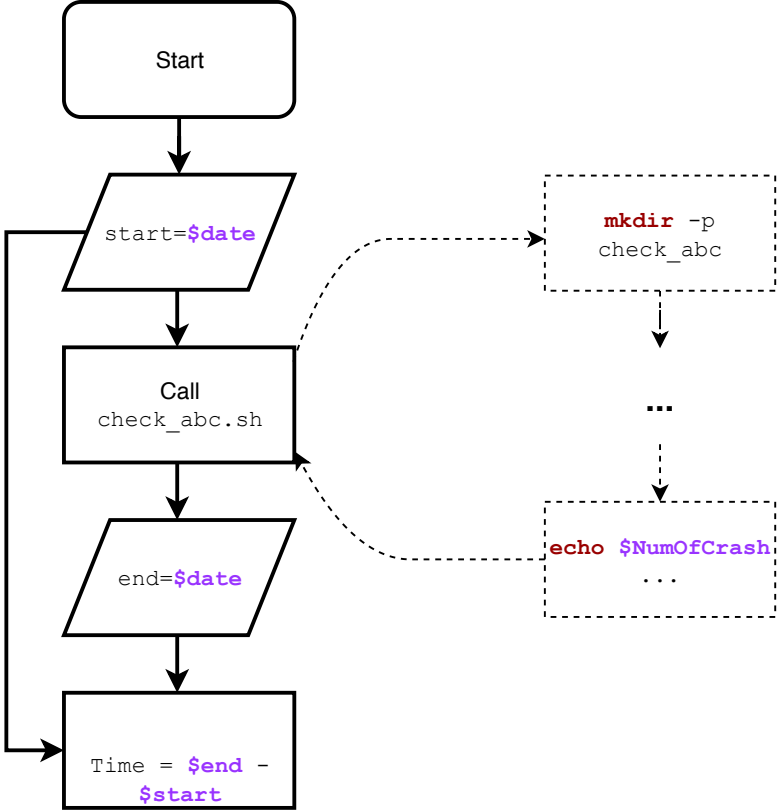 Start
start=$date
Call
check_abc.sh
end=$date
Time = $end -
$start
mkdir -p
check_abc
...
echo $NumOfCrash
...